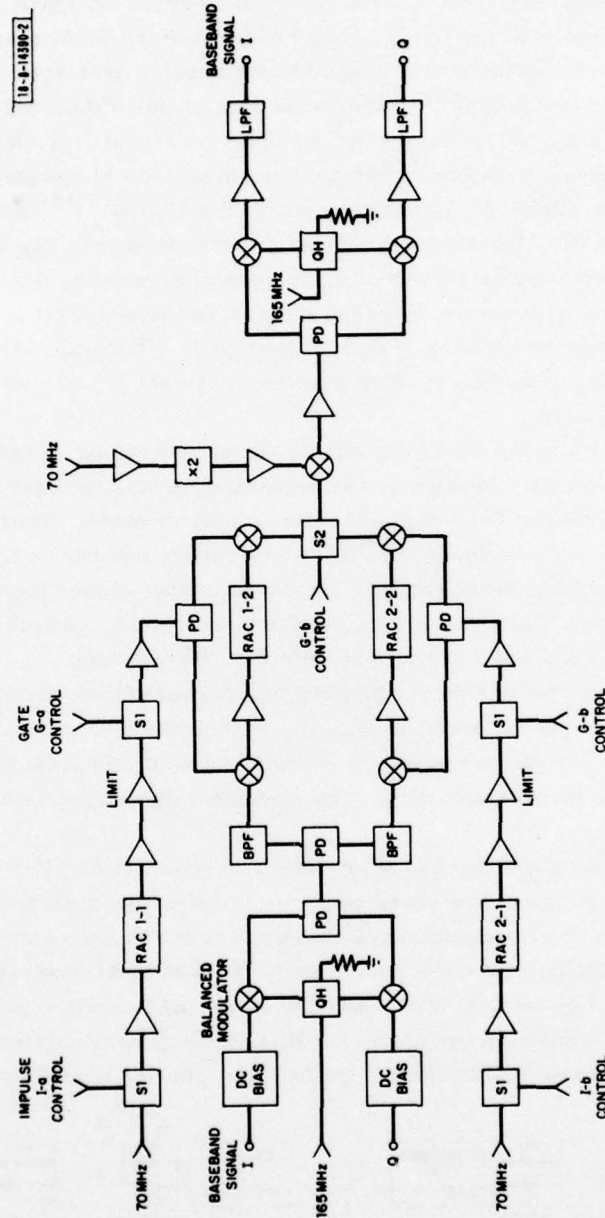 18-8-14390-2
IMPULSE
I-a
CONTROL
GATE
G-a
CONTROL
70 MHz
S1
RAC 1-1
LIMIT
S1
PD
70 MHz
X2
BASEBAND
SIGNAL
I
DC
BIAS
BALANCED
MODULATOR
BPF
RAC 1-2
165 MHz
QH
PD
PD
G-b
CONTROL
S2
PD
165 MHz
QH
LPF
BASEBAND
SIGNAL
I
LPF
Q
Q
DC
BIAS
BPF
RAC 2-2
PD
70 MHz
S1
RAC 2-1
LIMIT
S1
I-b
CONTROL
G-b
CONTROL